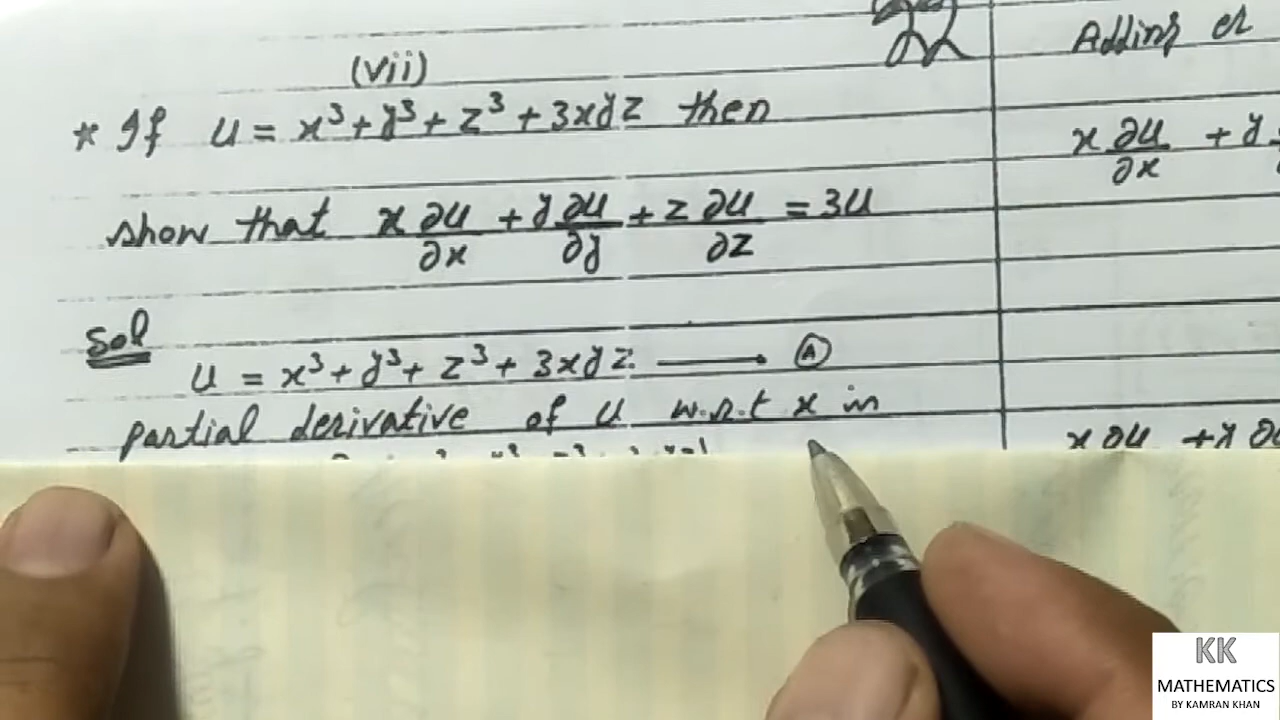 (vii)
* If u = x³ + y³ + z³ + 3xyz then
show that x ∂u/∂x + y ∂u/∂y + z ∂u/∂z = 3u
Sol
u = x³ + y³ + z³ + 3xyz. → Ⓐ
partial derivative of u w.r.t x in
Adding
x ∂u/∂x + y
x ∂u + y ∂
KK
MATHEMATICS
BY KAMRAN KHAN